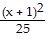 (x + 1)²
25